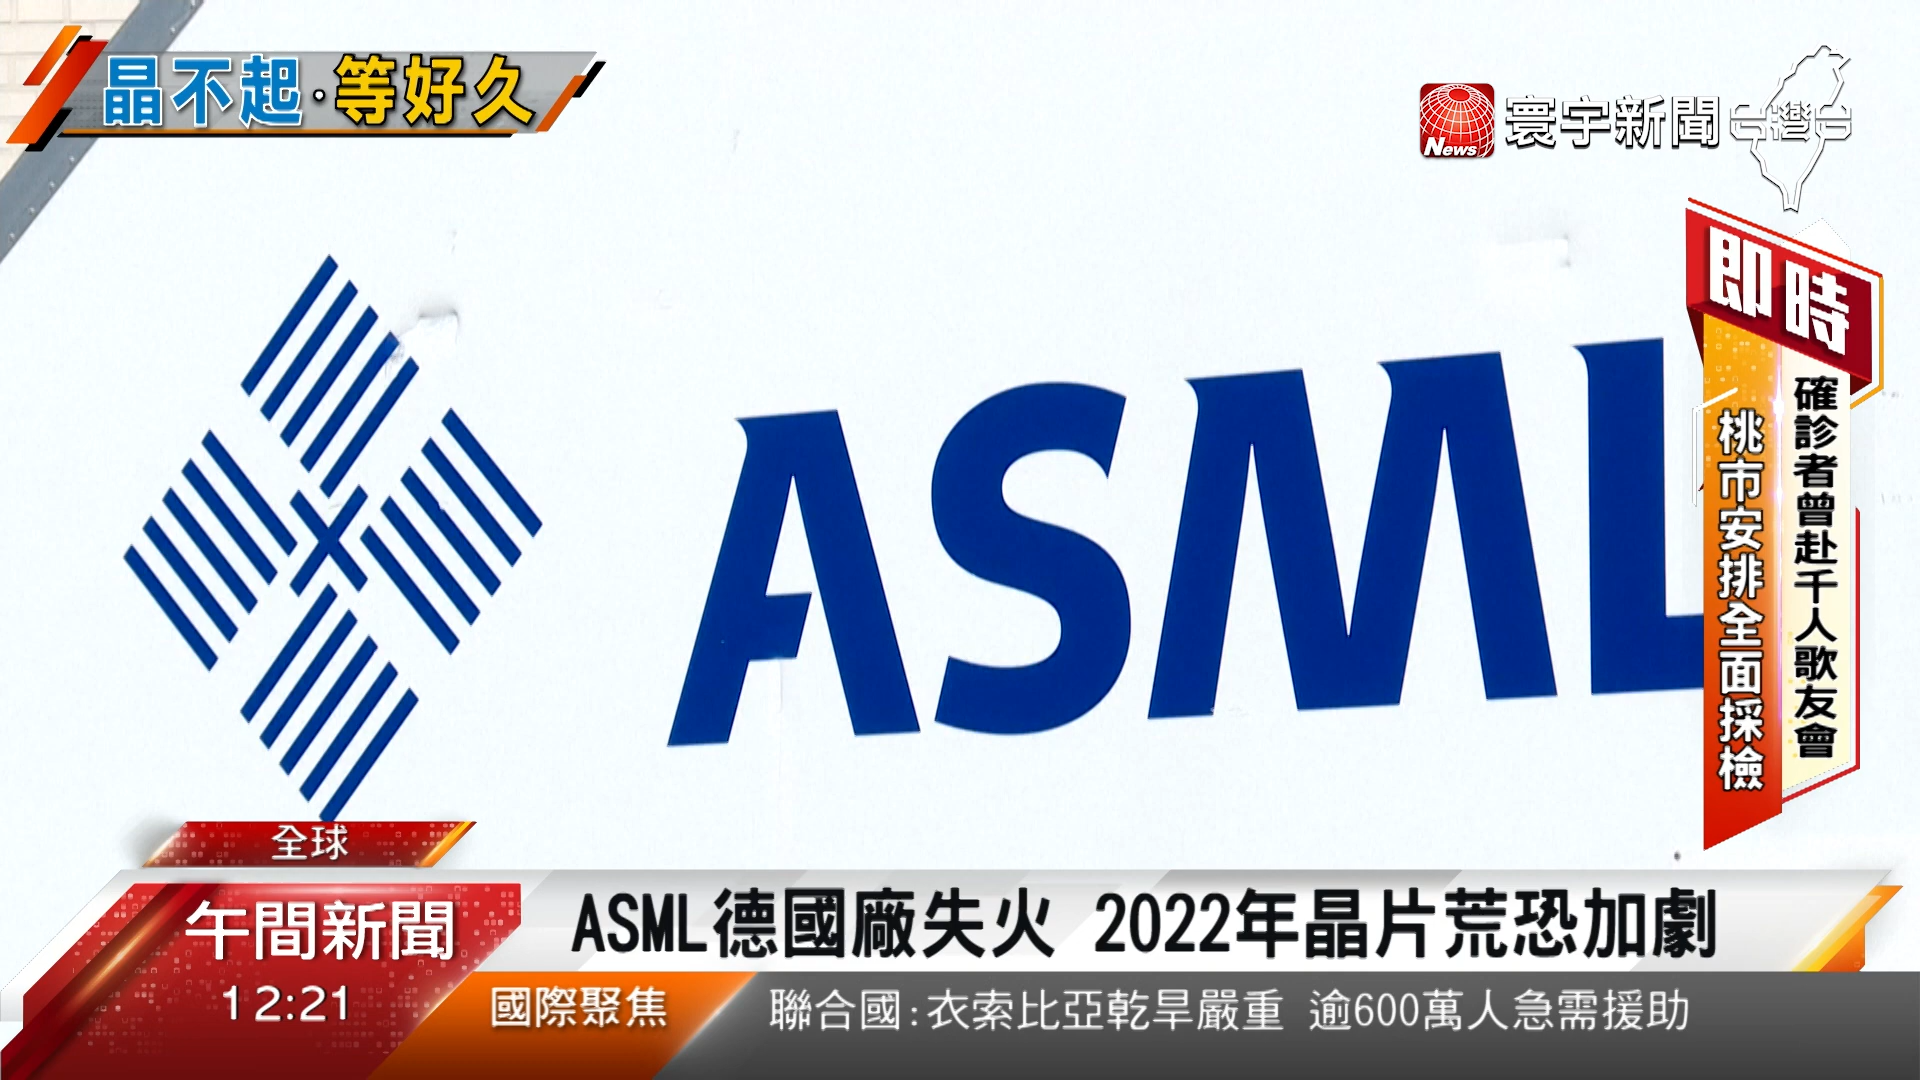 晶不起·等好久
News
寰宇新聞
台灣台
即時
確診者曾赴千人歌友會
桃市安排全面採檢
ASML
全球
午間新聞
12:21
ASML德國廠失火 2022年晶片荒恐加劇
國際聚焦
聯合國:衣索比亞乾旱嚴重 逾600萬人急需援助